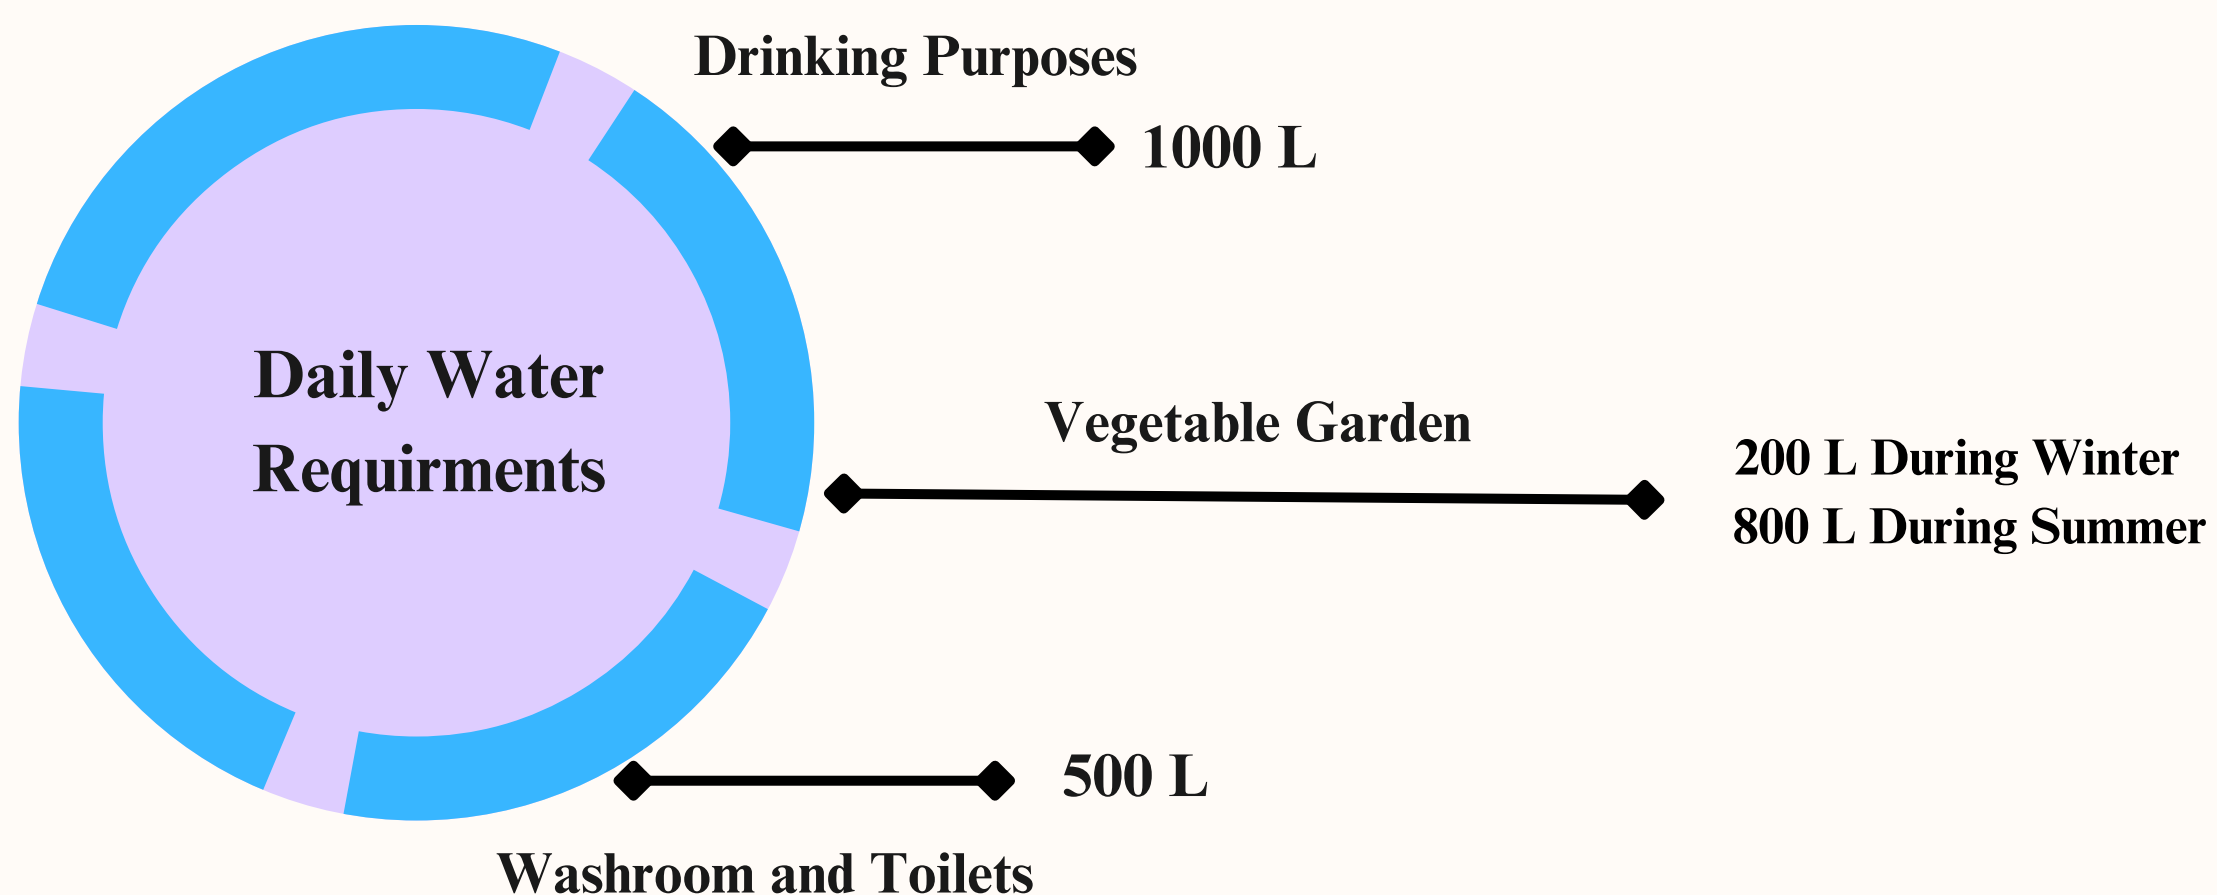 Drinking Purposes
1000 L
Daily Water
Requirments
Vegetable Garden
200 L During Winter
800 L During Summer
500 L
Washroom and Toilets